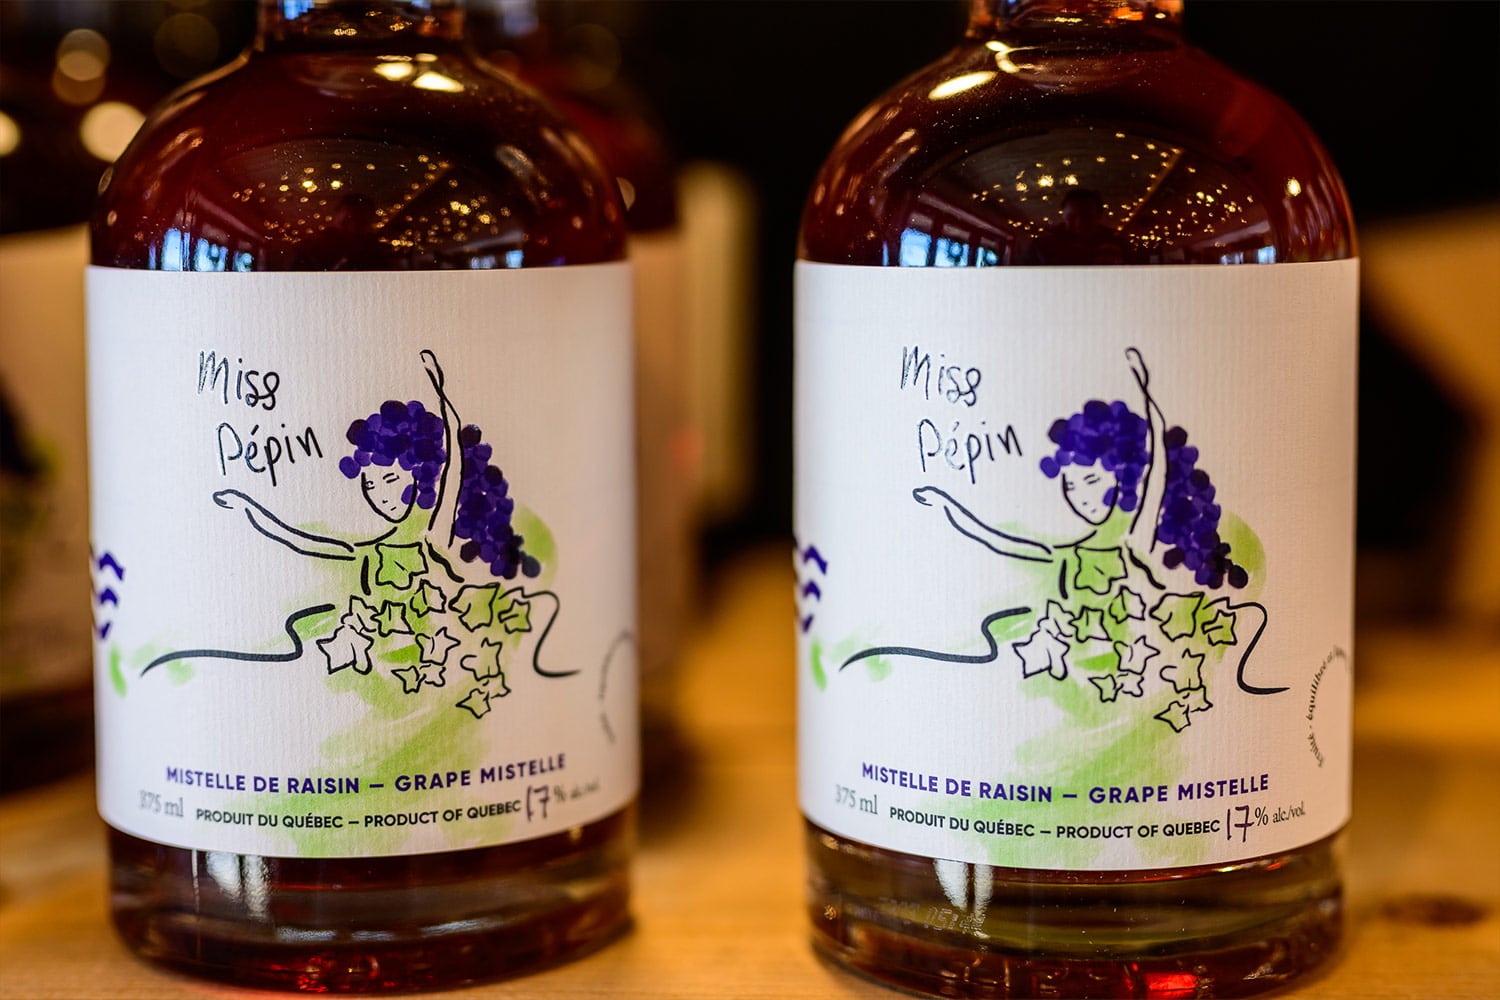 Miss
Pépin
MISTELLE DE RAISIN — GRAPE MISTELLE
375 ml PRODUIT DU QUÉBEC — PRODUCT OF QUEBEC 17% alc./vol.
Miss
Pépin
équilibré
MISTELLE DE RAISIN — GRAPE MISTELLE
375 ml PRODUIT DU QUÉBEC — PRODUCT OF QUEBEC 17% alc./vol.